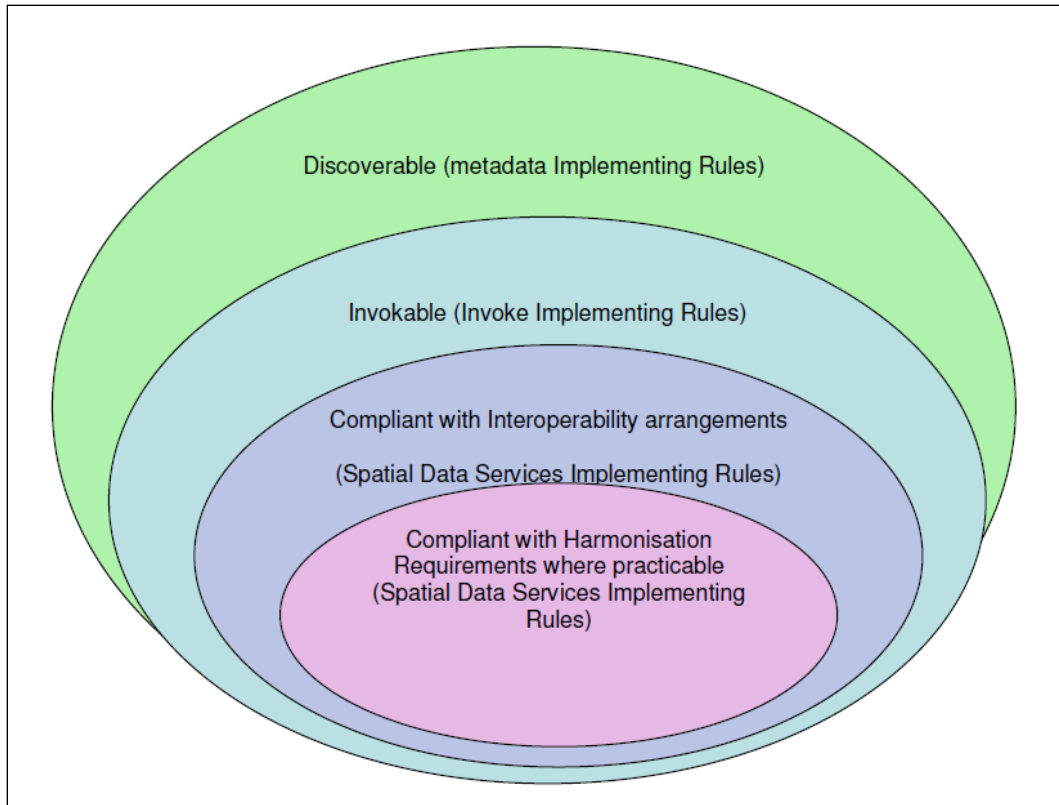 Discoverable (metadata Implementing Rules)
Invokable (Invoke Implementing Rules)
Compliant with Interoperability arrangements
(Spatial Data Services Implementing Rules)
Compliant with Harmonisation
Requirements where practicable
(Spatial Data Services Implementing
Rules)